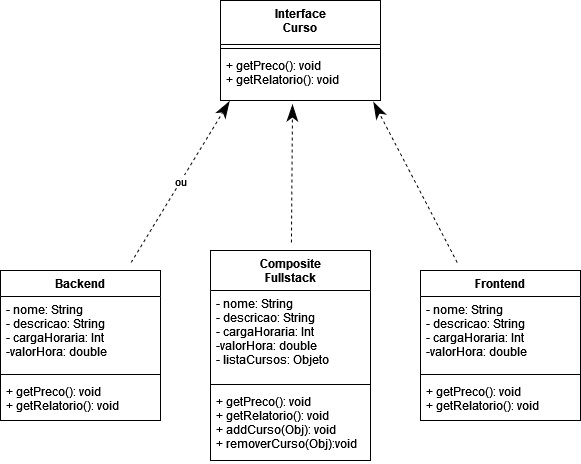 Interface
Curso
+ getPreco(): void
+ getRelatorio(): void
ou
Backend
- nome: String
- descricao: String
- cargaHoraria: Int
-valorHora: double
+ getPreco(): void
+ getRelatorio(): void
Composite
Fullstack
- nome: String
- descricao: String
- cargaHoraria: Int
-valorHora: double
- listaCursos: Objeto
+ getPreco(): void
+ getRelatorio(): void
+ addCurso(Obj): void
+ removerCurso(Obj):void
Frontend
- nome: String
- descricao: String
- cargaHoraria: Int
-valorHora: double
+ getPreco(): void
+ getRelatorio(): void